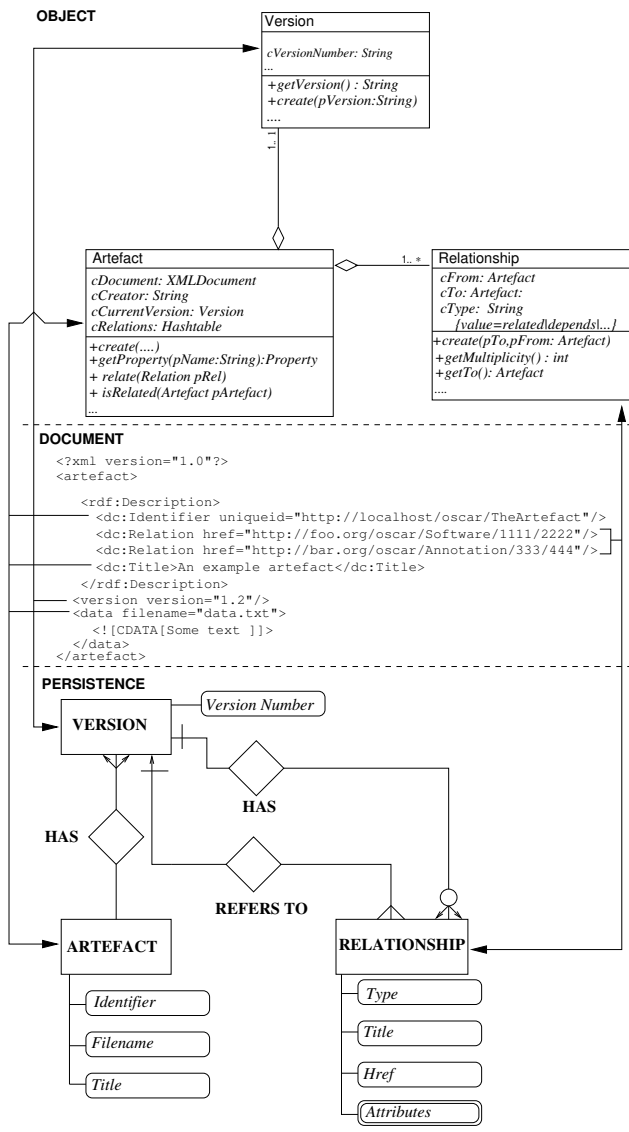 OBJECT
Version
cVersionNumber: String
...
+getVersion() : String
+create(pVersion:String)
....
1.. 1
Artefact
cDocument: XMLDocument
cCreator: String
cCurrentVersion: Version
cRelations: Hashtable
+create(....)
+getProperty(pName:String):Property
+ relate(Relation pRel)
+ isRelated(Artefact pArtefact)
...
1.. *
Relationship
cFrom: Artefact
cTo: Artefact:
cType: String
{value=related|depends|...}
+create(pTo,pFrom: Artefact)
+getMultiplicity() : int
+getTo(): Artefact
....
DOCUMENT
<?xml version="1.0"?>
<artefact>
<rdf:Description>
<dc:Identifier uniqueid="http://localhost/oscar/TheArtefact"/>
<dc:Relation href="http://foo.org/oscar/Software/1111/2222"/>
<dc:Relation href="http://bar.org/oscar/Annotation/333/444"/>
<dc:Title>An example artefact</dc:Title>
</rdf:Description>
<version version="1.2"/>
<data filename="data.txt">
<![CDATA[Some text ]]>
</data>
</artefact>
PERSISTENCE
VERSION
Version Number
HAS
HAS
REFERS TO
ARTEFACT
Identifier
Filename
Title
RELATIONSHIP
Type
Title
Href
Attributes